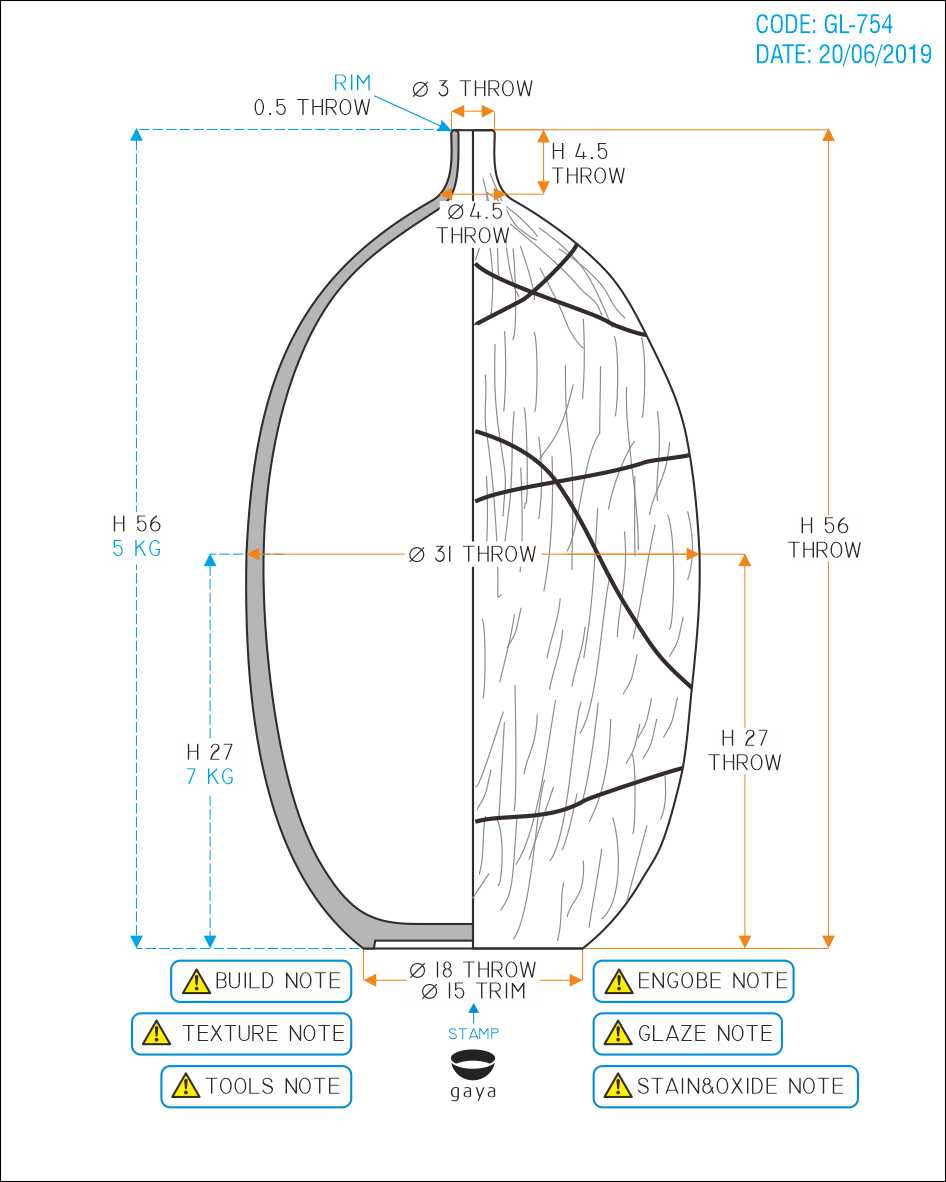 CODE: GL-754
DATE: 20/06/2019
RIM
0.5 THROW
Ø 3 THROW
H 4.5
THROW
Ø 4.5
THROW
H 56
5 KG
Ø 31 THROW
H 56
THROW
H 27
7 KG
H 27
THROW
Ø 18 THROW
Ø 15 TRIM
BUILD NOTE
ENGOBE NOTE
TEXTURE NOTE
STAMP
GLAZE NOTE
TOOLS NOTE
gaya
STAIN&OXIDE NOTE